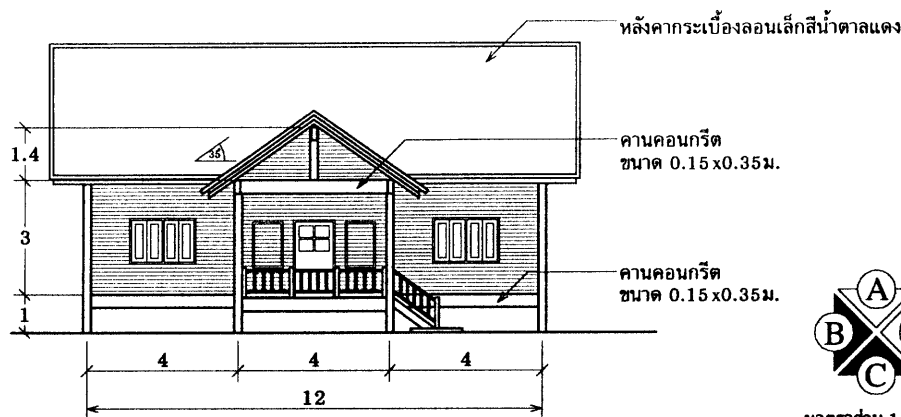 หลังคากระเบื้องลอนเล็กสีน้ำตาลแดง
1.4
35
คานคอนกรีต
ขนาด 0.15x0.35ม.
3
คานคอนกรีต
ขนาด 0.15x0.35ม.
1
A
B
C
4 4 4
12